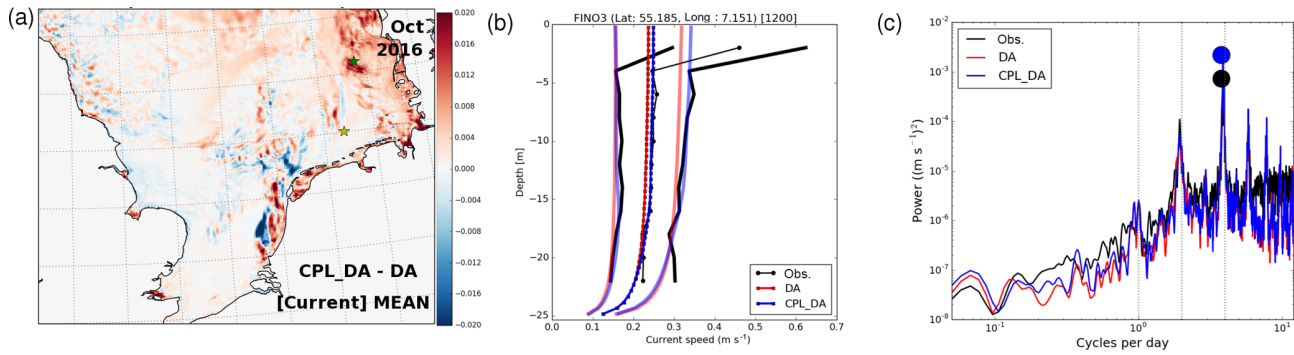 (a)
Oct
2016
CPL_DA - DA
[Current] MEAN
0.020
0.016
0.012
0.008
0.004
0.000
−0.004
−0.008
−0.012
−0.016
−0.020
(b)
FINO3 (Lat: 55.185, Long : 7.151) [1200]
Depth [m]
0
−5
−10
−15
−20
−25
0.0 0.1 0.2 0.3 0.4 0.5 0.6 0.7
Current speed (m s⁻¹)
Obs.
DA
CPL_DA
(c)
Obs.
DA
CPL_DA
Power (m s⁻¹)²)
10⁻²
10⁻³
10⁻⁴
10⁻⁵
10⁻⁶
10⁻⁷
10⁻⁸
10⁻¹ 10⁰ 10¹
Cycles per day